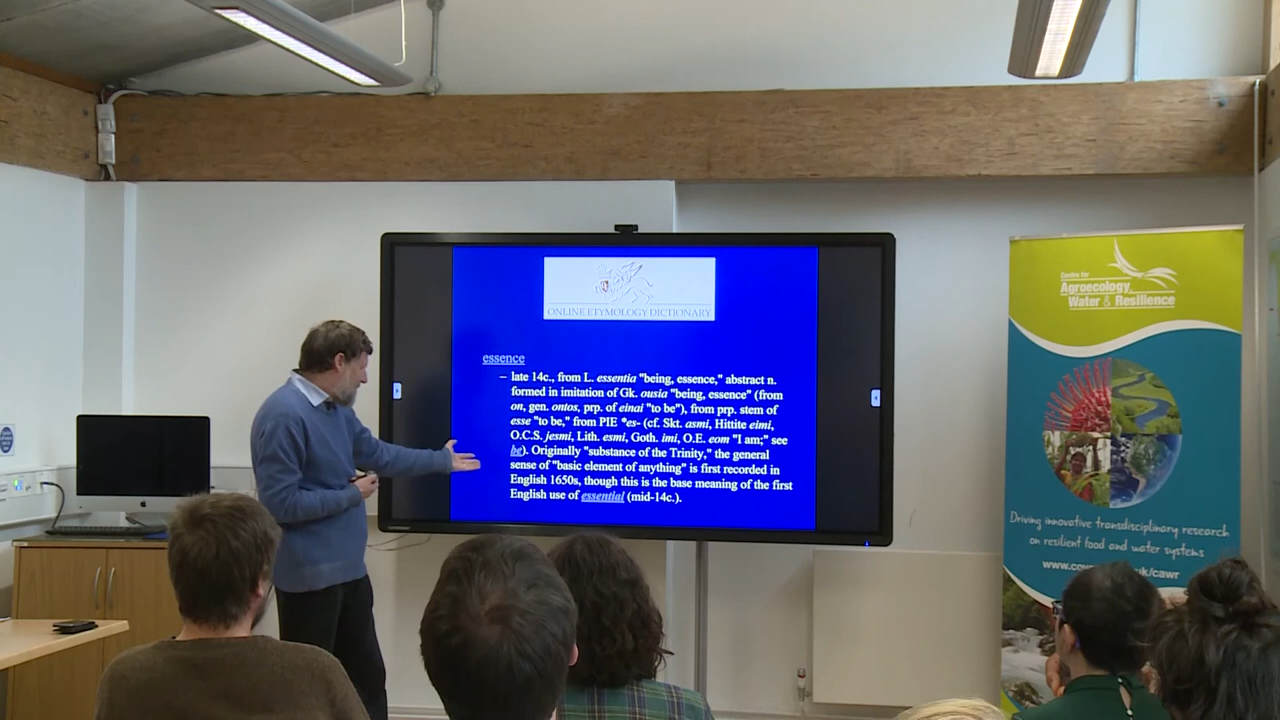 ONLINE ETYMOLOGY DICTIONARY
essence
– late 14c., from L. essentia "being, essence," abstract n.
formed in imitation of Gk. ousia "being, essence" (from
on, gen. ontos, prp. of einai "to be"), from prp. stem of
esse "to be," from PIE *es- (cf. Skt. asmi, Hittite eimi,
O.C.S. jesmi, Lith. esmi, Goth. imi, O.E. eom "I am;" see
be). Originally "substance of the Trinity," the general
sense of "basic element of anything" is first recorded in
English 1650s, though this is the base meaning of the first
English use of essential (mid-14c.).
Centre for
Agroecology,
Water & Resilience
Driving innovative transdisciplinary research
on resilient food and water systems
uk/cawr